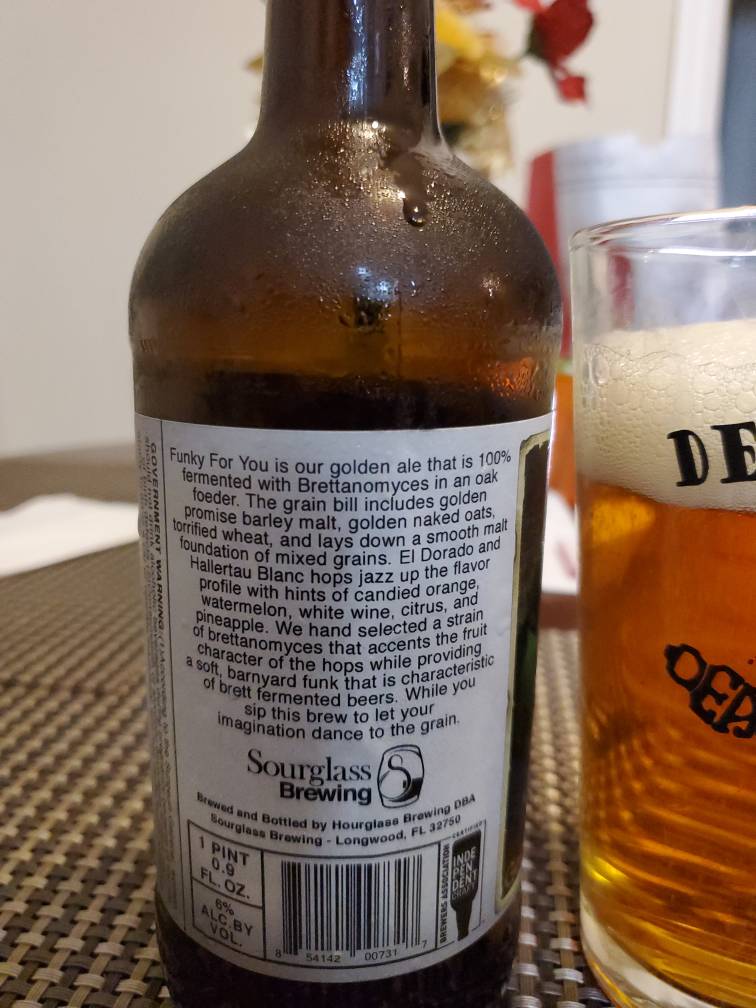 Funky For You is our golden ale that is 100%
fermented with Brettanomyces in an oak
foeder. The grain bill includes golden
promise barley malt, golden naked oats,
torrified wheat, and lays down a smooth malt
foundation of mixed grains. El Dorado and
Hallertau Blanc hops jazz up the flavor
profile with hints of candied orange,
watermelon, white wine, citrus, and
pineapple. We hand selected a strain
of brettanomyces that accents the fruit
character of the hops while providing
a soft, barnyard funk that is characteristic
of brett fermented beers. While you
sip this brew to let your
imagination dance to the grain.
Sourglass
Brewing
Brewed and Bottled by Hourglass Brewing DBA
Sourglass Brewing - Longwood, FL 32750
1 PINT
0.9
FL. OZ.
6%
ALC.BY
VOL.
8 54142 00731 7
BREWERS ASSOCIATION
CERTIFIED
INDE
PEN
DENT
CRAFT
GOVERNMENT WARNING:
DE
DEP